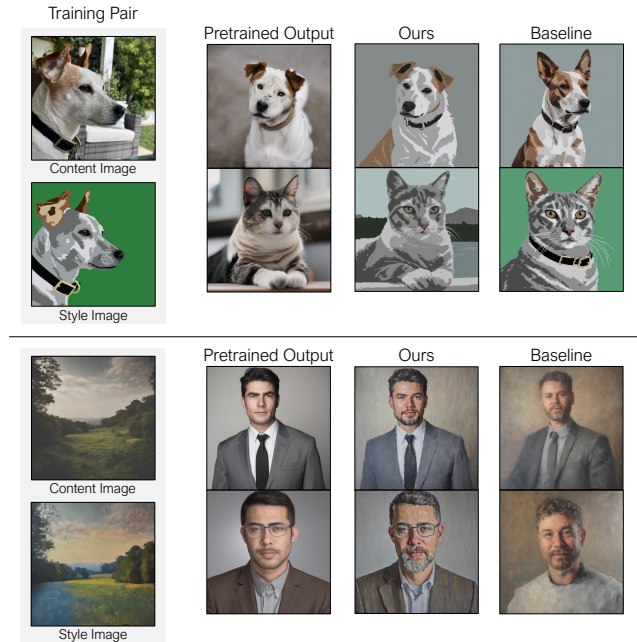 Training Pair
Pretrained Output
Ours
Baseline
Content Image
Style Image
Pretrained Output
Ours
Baseline
Content Image
Style Image